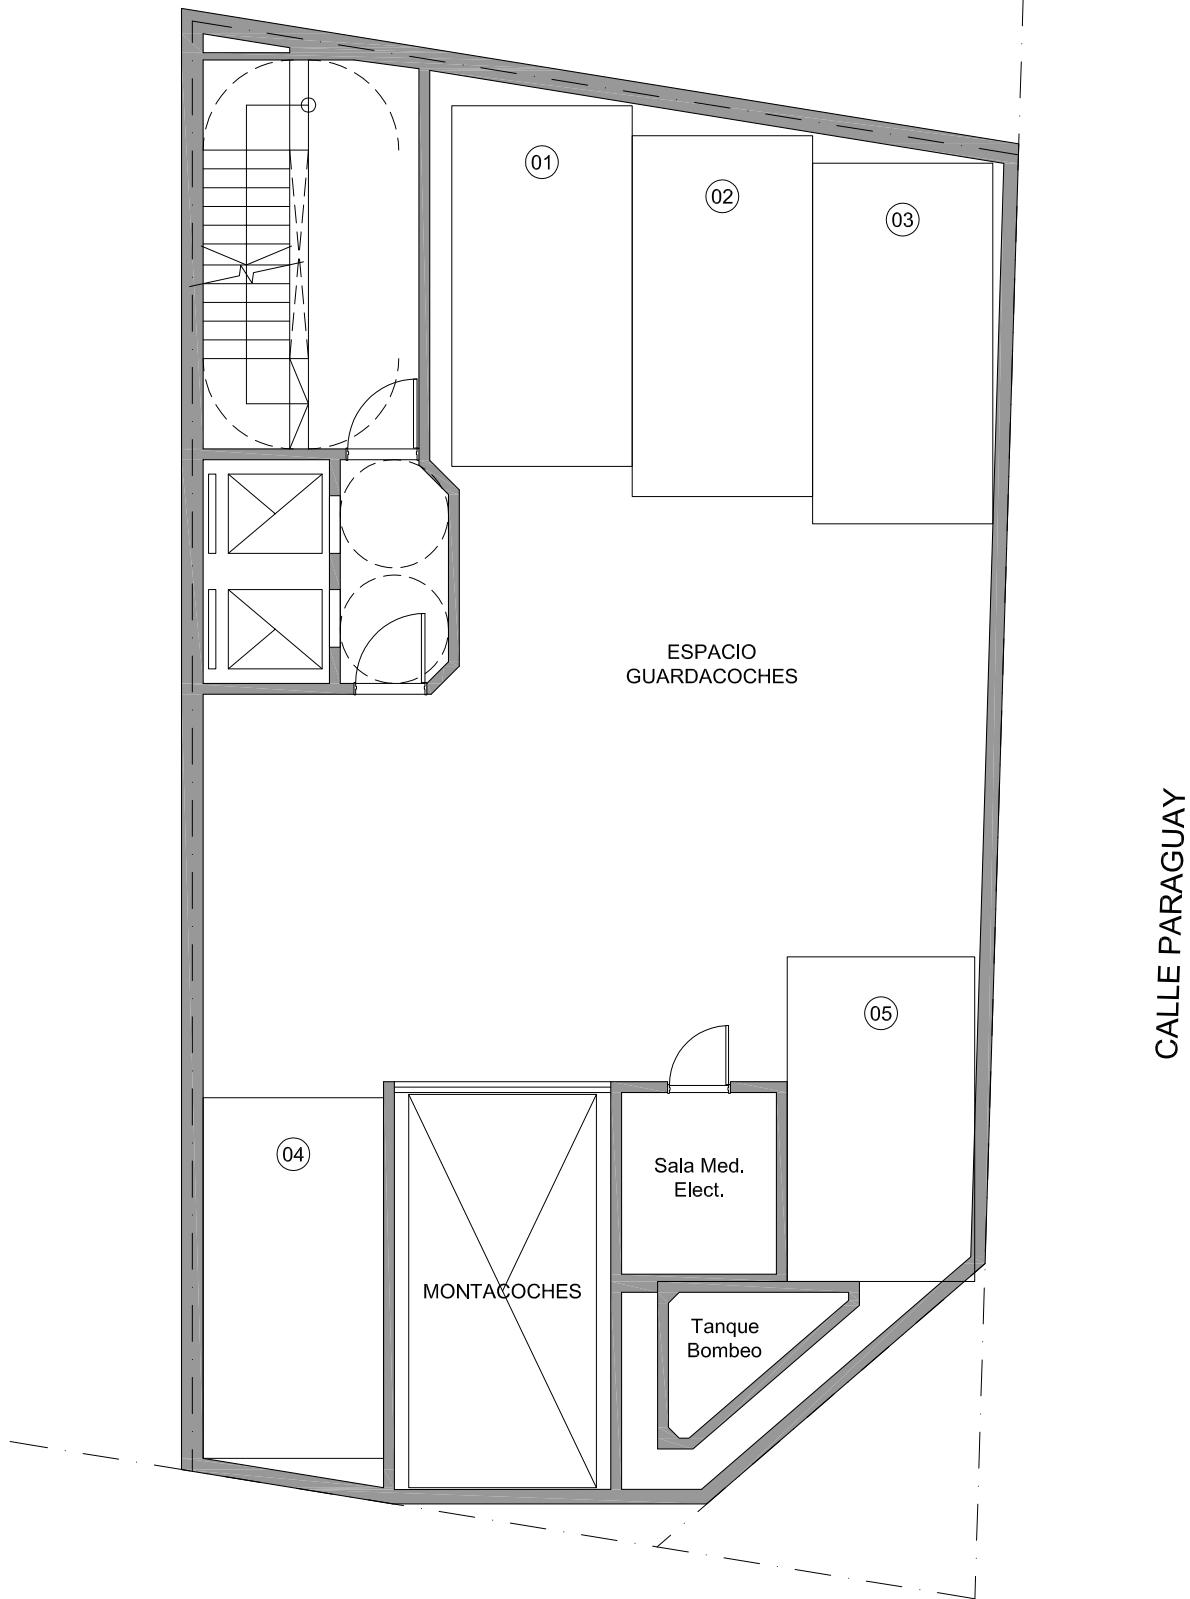 01
02
03
ESPACIO
GUARDACOCHES
CALLE PARAGUAY
05
04
Sala Med.
Elect.
MONTACOCHES
Tanque
Bombeo